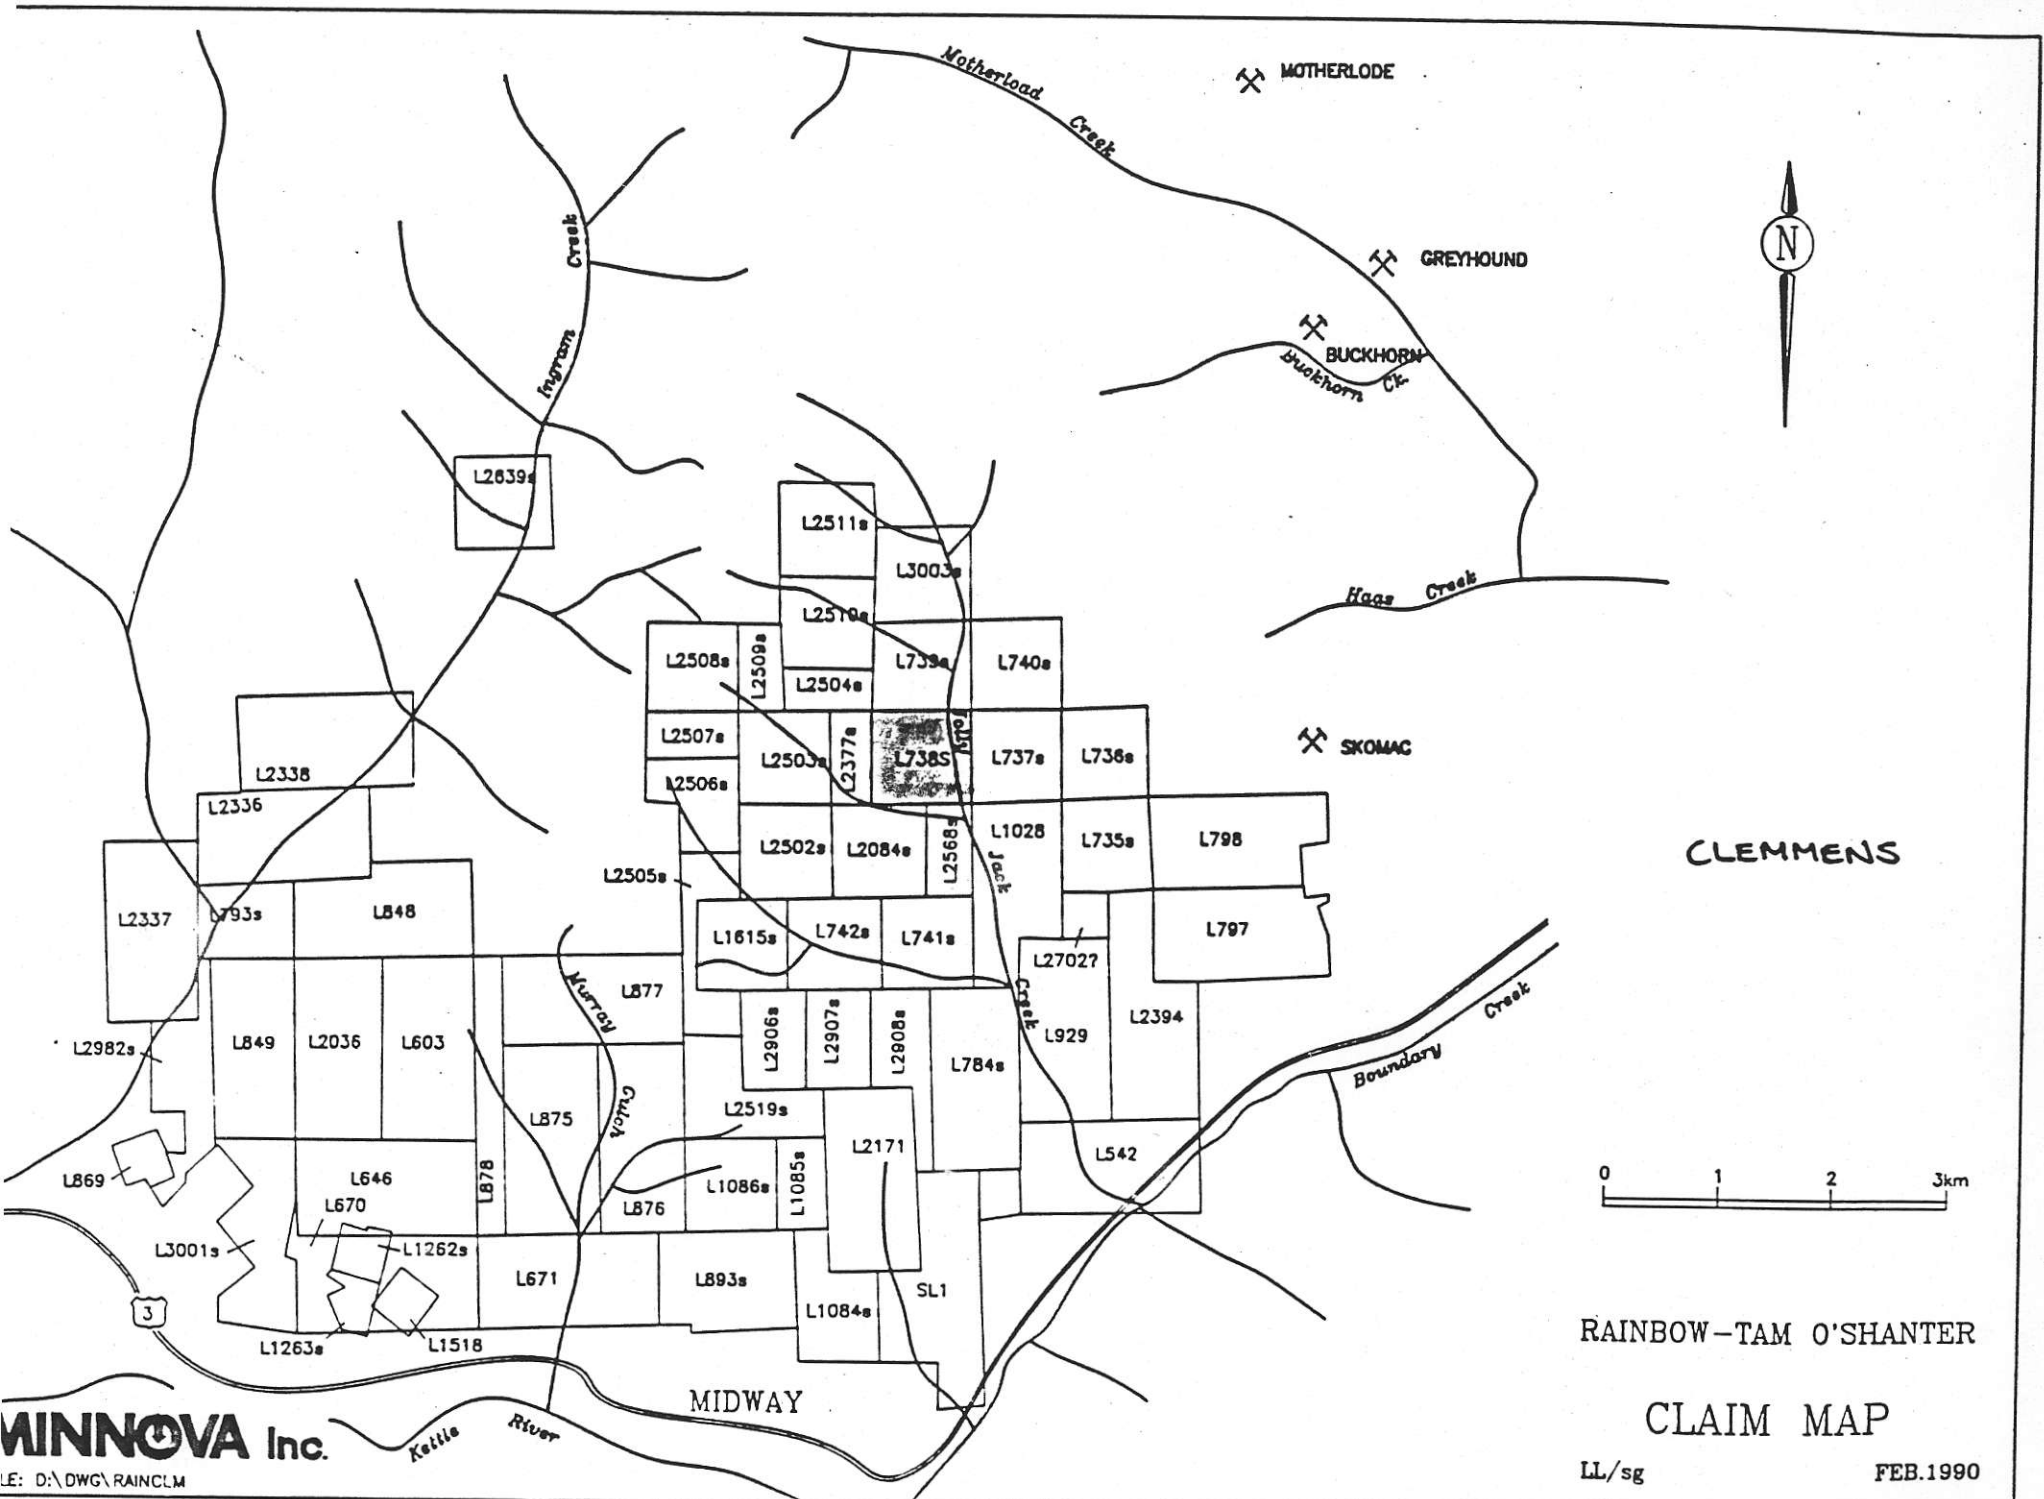 Motherload
Creek
MOTHERLODE
N
Creek
Ingram
GREYHOUND
BUCKHORN
Buckhorn
Ck.
L2639s
L2511s
L3003s
L2510s
Haas Creek
L2508s
L2509s
L739s
L740s
L2504s
L2507s
L2503s
L2377s
L738S
Jolly
L737s
L736s
SKOMAC
L2338
L2506s
L2336
L2502s
L2084s
L2568s
L1028
L735s
L798
CLEMMENS
Jack
L2505s
L2337
L793s
L848
L1615s
L742s
L741s
L797
L2702?
Murray
L877
Creek
L2982s
L849
L2036
L603
L2906s
L2907s
L2908s
L784s
L929
L2394
Boundary
Creek
L875
Gulch
L2519s
L2171
L542
L869
L646
L878
L876
L1086s
L1085s
0 1 2 3km
L670
L3001s
L1262s
L671
L893s
L1084s
SL1
3
L1263s
L1518
RAINBOW-TAM O'SHANTER
MIDWAY
CLAIM MAP
MINNOVA Inc.
Kettle
River
LE: D:\DWG\RAINCLM
LL/sg
FEB.1990